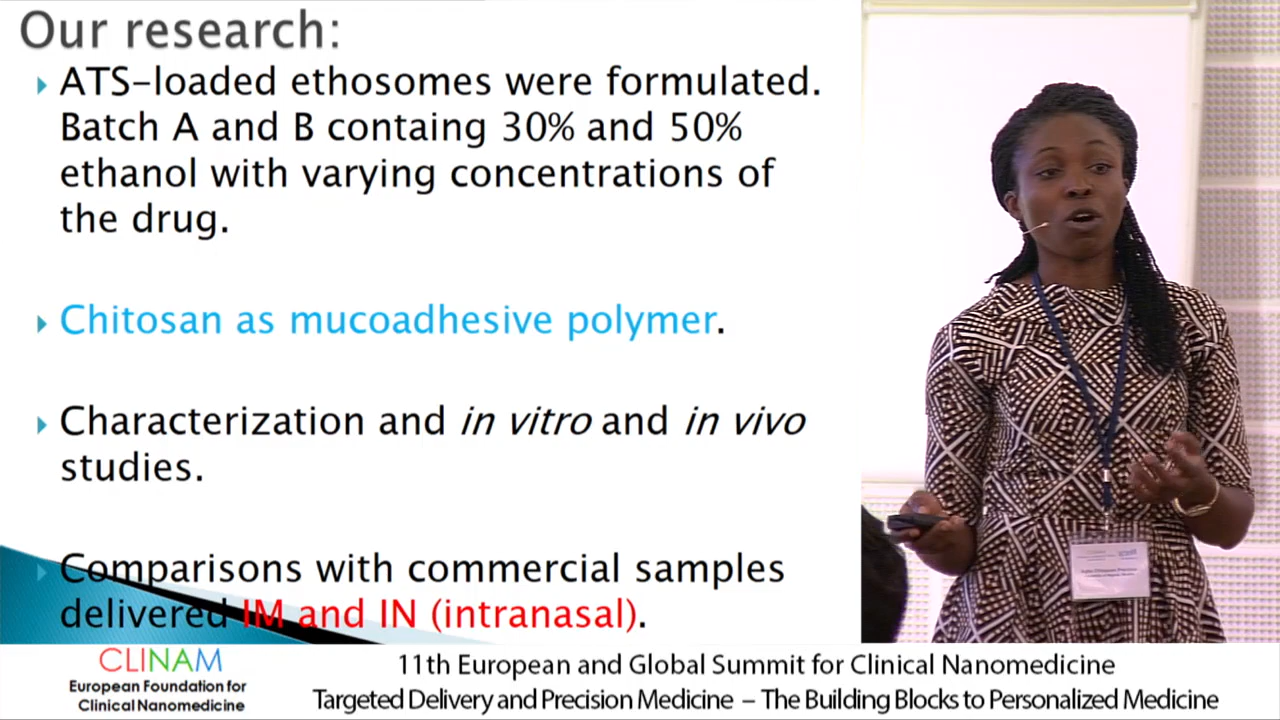 Our research:
ATS-loaded ethosomes were formulated.
Batch A and B containg 30% and 50%
ethanol with varying concentrations of
the drug.
Chitosan as mucoadhesive polymer.
Characterization and in vitro and in vivo
studies.
Comparisons with commercial samples
delivered IM and IN (intranasal).
CLINAM
European Foundation for
Clinical Nanomedicine
11th European and Global Summit for Clinical Nanomedicine
Targeted Delivery and Precision Medicine – The Building Blocks to Personalized Medicine